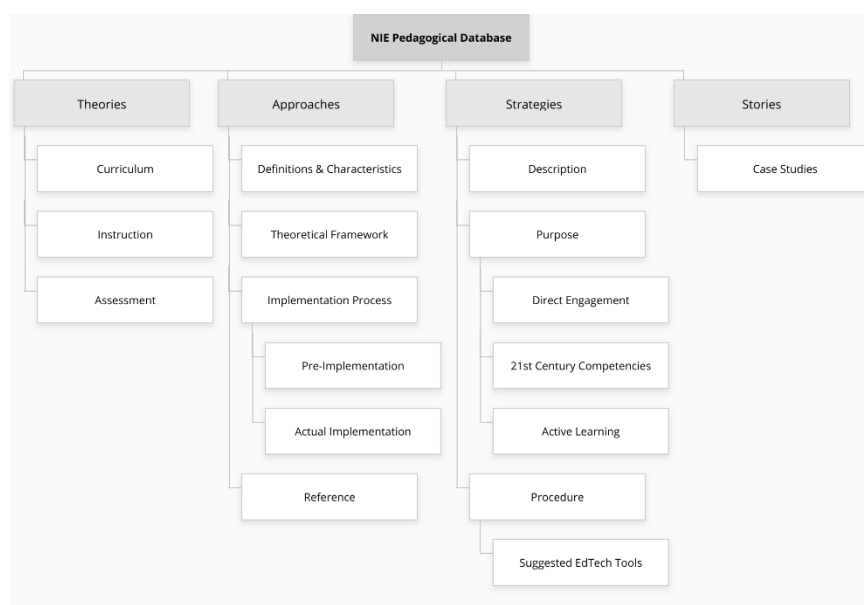 NIE Pedagogical Database
Theories
Approaches
Strategies
Stories
Curriculum
Definitions & Characteristics
Description
Case Studies
Instruction
Theoretical Framework
Purpose
Assessment
Implementation Process
Direct Engagement
Pre-Implementation
21st Century Competencies
Actual Implementation
Active Learning
Reference
Procedure
Suggested EdTech Tools